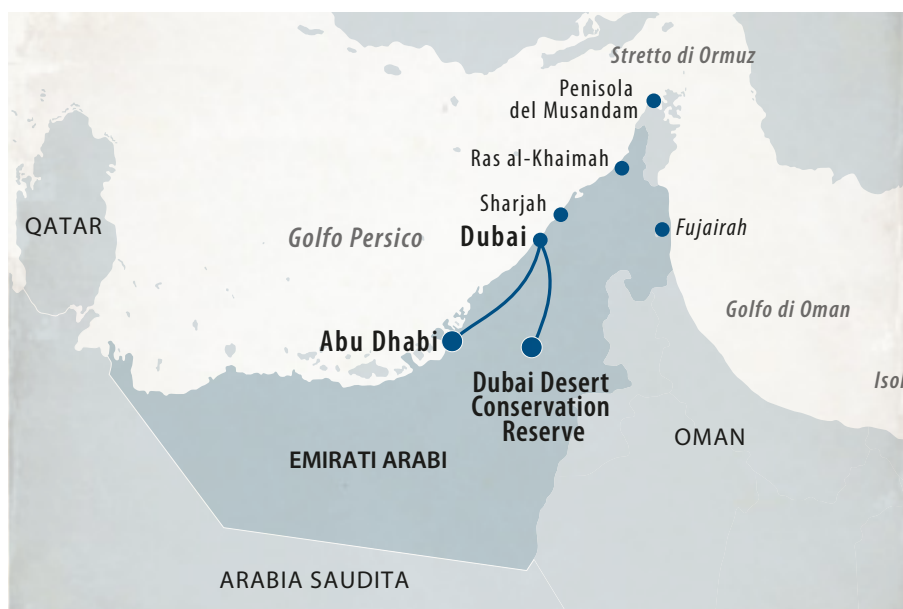 Stretto di Ormuz
Penisola
del Musandam
Ras al-Khaimah
Sharjah
QATAR
Golfo Persico
Dubai
Fujairah
Golfo di Oman
Abu Dhabi
Dubai Desert
Conservation
Reserve
Isol
OMAN
EMIRATI ARABI
ARABIA SAUDITA